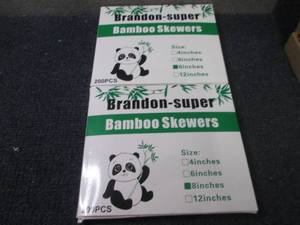 Brandon-super
Bamboo Skewers
Size:
4inches
6inches
8inches
12inches
200PCS
Brandon-super
Bamboo Skewers
Size:
4inches
6inches
8inches
12inches
200PCS